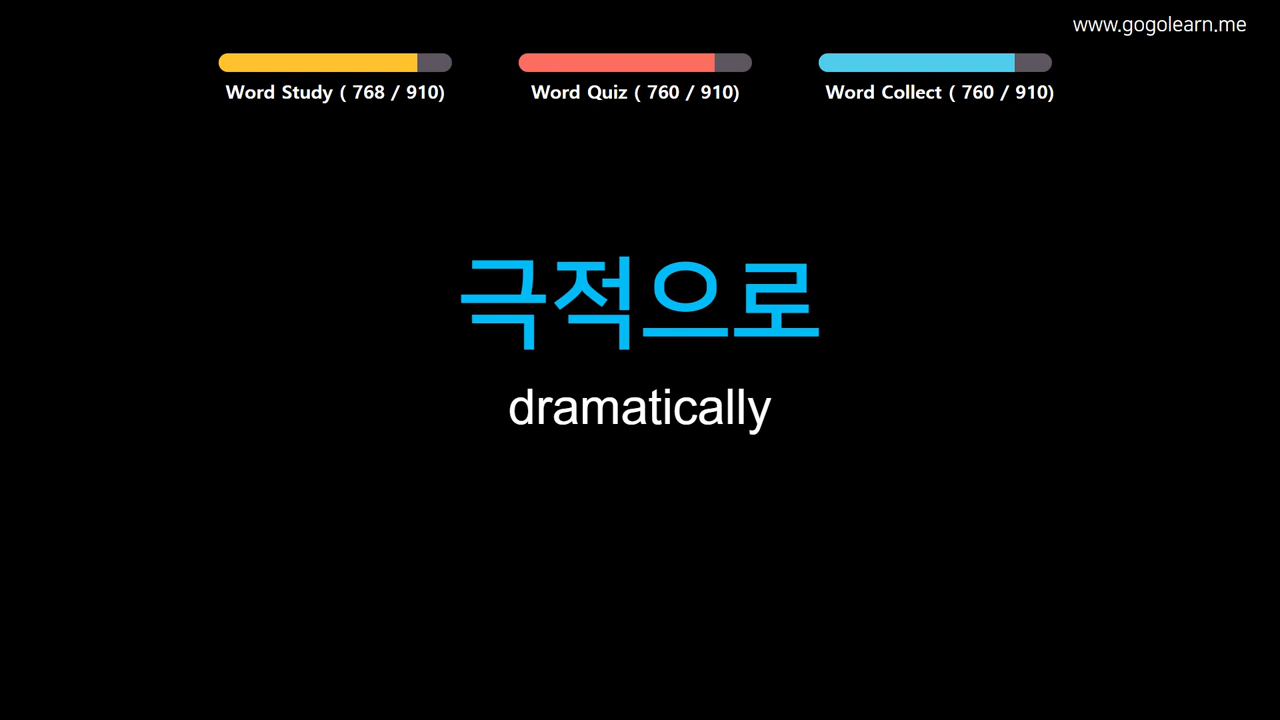 www.gogolearn.me
Word Study ( 768 / 910)
Word Quiz ( 760 / 910)
Word Collect ( 760 / 910)
극적으로
dramatically